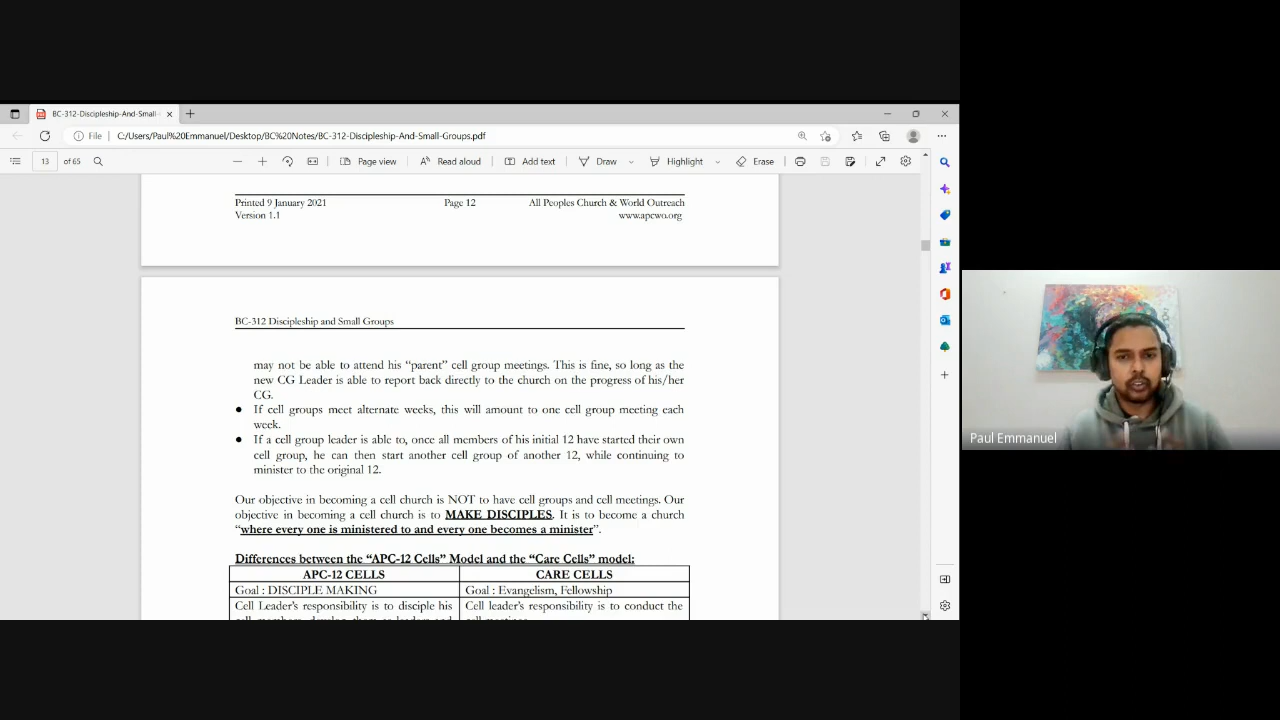 BC-312-Discipleship-And-Small-
File
C:/Users/Paul%20Emmanuel/Desktop/BC%20Notes/BC-312-Discipleship-And-Small-Groups.pdf
13 of 65
Page view
Read aloud
Add text
Draw
Highlight
Erase
Printed 9 January 2021 Page 12 All Peoples Church & World Outreach
Version 1.1 www.apcwo.org
BC-312 Discipleship and Small Groups
may not be able to attend his “parent” cell group meetings. This is fine, so long as the
new CG Leader is able to report back directly to the church on the progress of his/her
CG.
● If cell groups meet alternate weeks, this will amount to one cell group meeting each
week.
● If a cell group leader is able to, once all members of his initial 12 have started their own
cell group, he can then start another cell group of another 12, while continuing to
minister to the original 12.
Our objective in becoming a cell church is NOT to have cell groups and cell meetings. Our
objective in becoming a cell church is to MAKE DISCIPLES. It is to become a church
“where every one is ministered to and every one becomes a minister”.
Differences between the “APC-12 Cells” Model and the “Care Cells” model:
APC-12 CELLS CARE CELLS
Goal : DISCIPLE MAKING Goal : Evangelism, Fellowship
Cell Leader’s responsibility is to disciple his Cell leader’s responsibility is to conduct the
Paul Emmanuel